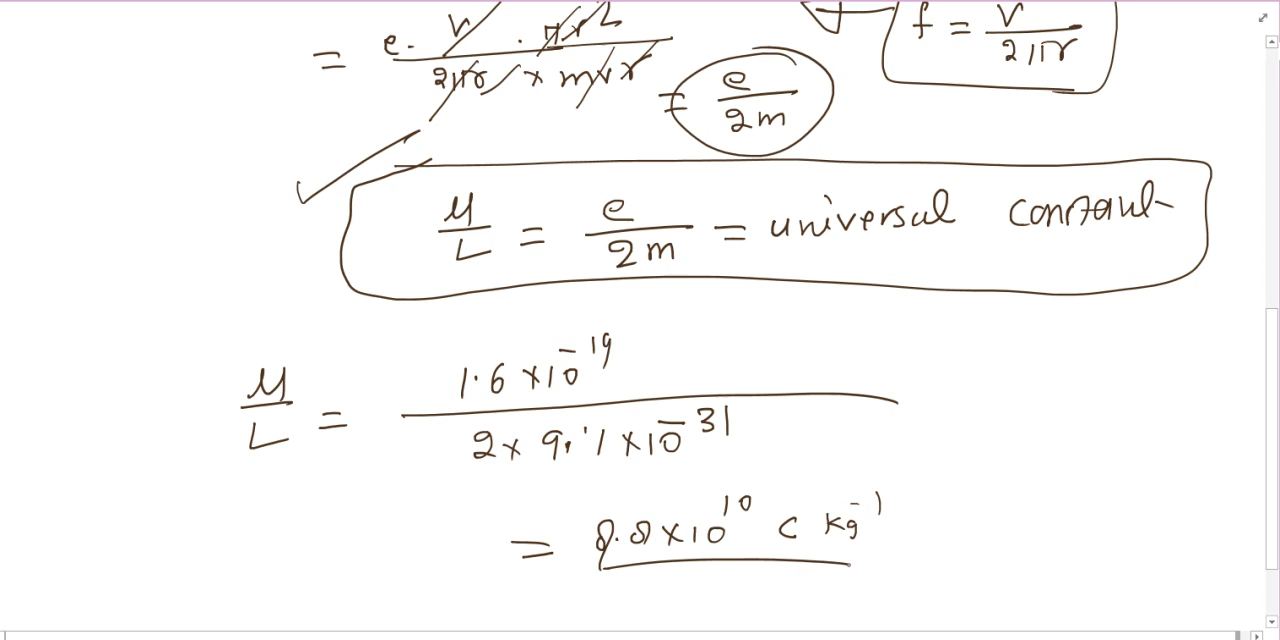 = e. v/2πr . πr² / × mvr
f = v/2πr
= e/2m
μ/L = e/2m = universal constant
μ/L = 1.6 × 10⁻¹⁹ / 2 × 9.1 × 10⁻³¹
= 8.8 × 10¹⁰ C kg⁻¹